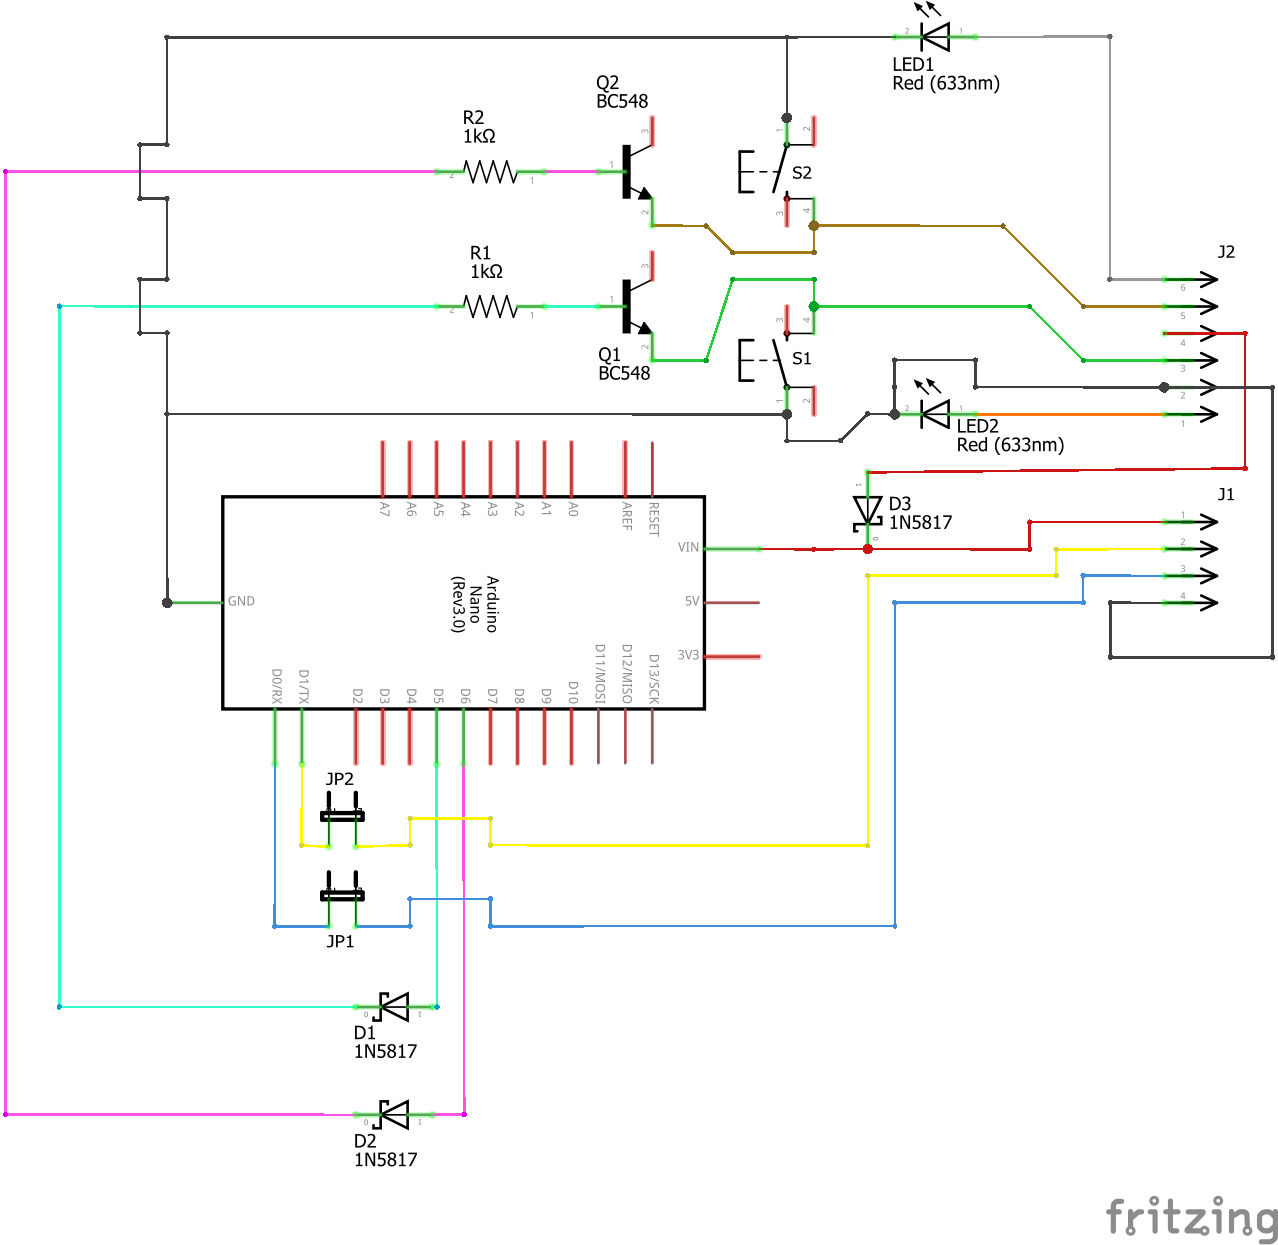 2
1
LED1
Red (633nm)
Q2
BC548
3
1
2
R2
1kΩ
2
1
1
2
S2
3
4
J2
6
5
4
3
2
1
R1
1kΩ
2
1
3
1
2
Q1
BC548
3
4
S1
1
2
2
1
LED2
Red (633nm)
A7
A6
A5
A4
A3
A2
A1
A0
AREF
RESET
1
D3
1N5817
0
J1
1
2
3
4
VIN
GND
5V
3V3
Arduino
Nano
(Rev3.0)
D0/RX
D1/TX
D2
D3
D4
D5
D6
D7
D8
D9
D10
D11/MOSI
D12/MISO
D13/SCK
JP2
JP1
0
1
D1
1N5817
0
1
D2
1N5817
fritzing